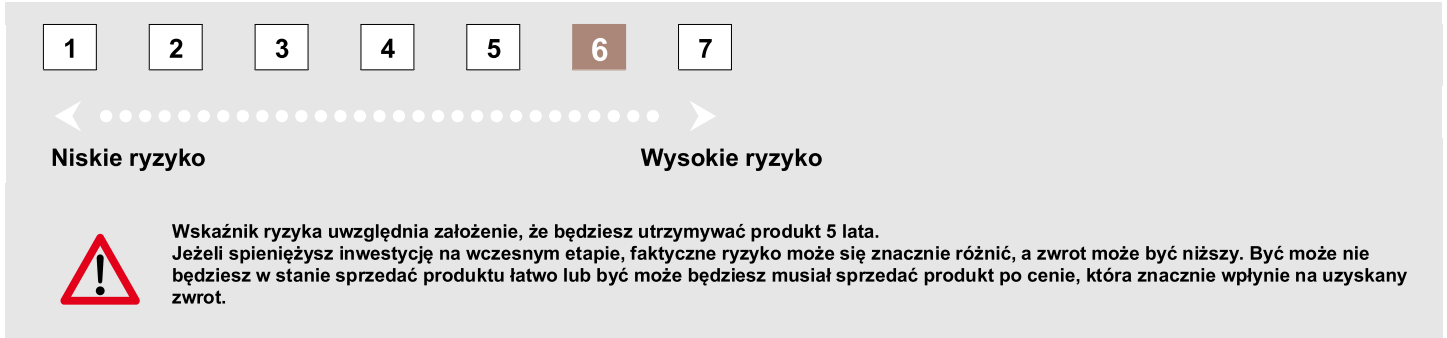 1 2 3 4 5 6 7
Niskie ryzyko Wysokie ryzyko
Wskaźnik ryzyka uwzględnia założenie, że będziesz utrzymywać produkt 5 lata.
Jeżeli spieniężysz inwestycję na wczesnym etapie, faktyczne ryzyko może się znacznie różnić, a zwrot może być niższy. Być może nie
będziesz w stanie sprzedać produktu łatwo lub być może będziesz musiał sprzedać produkt po cenie, która znacznie wpłynie na uzyskany
zwrot.